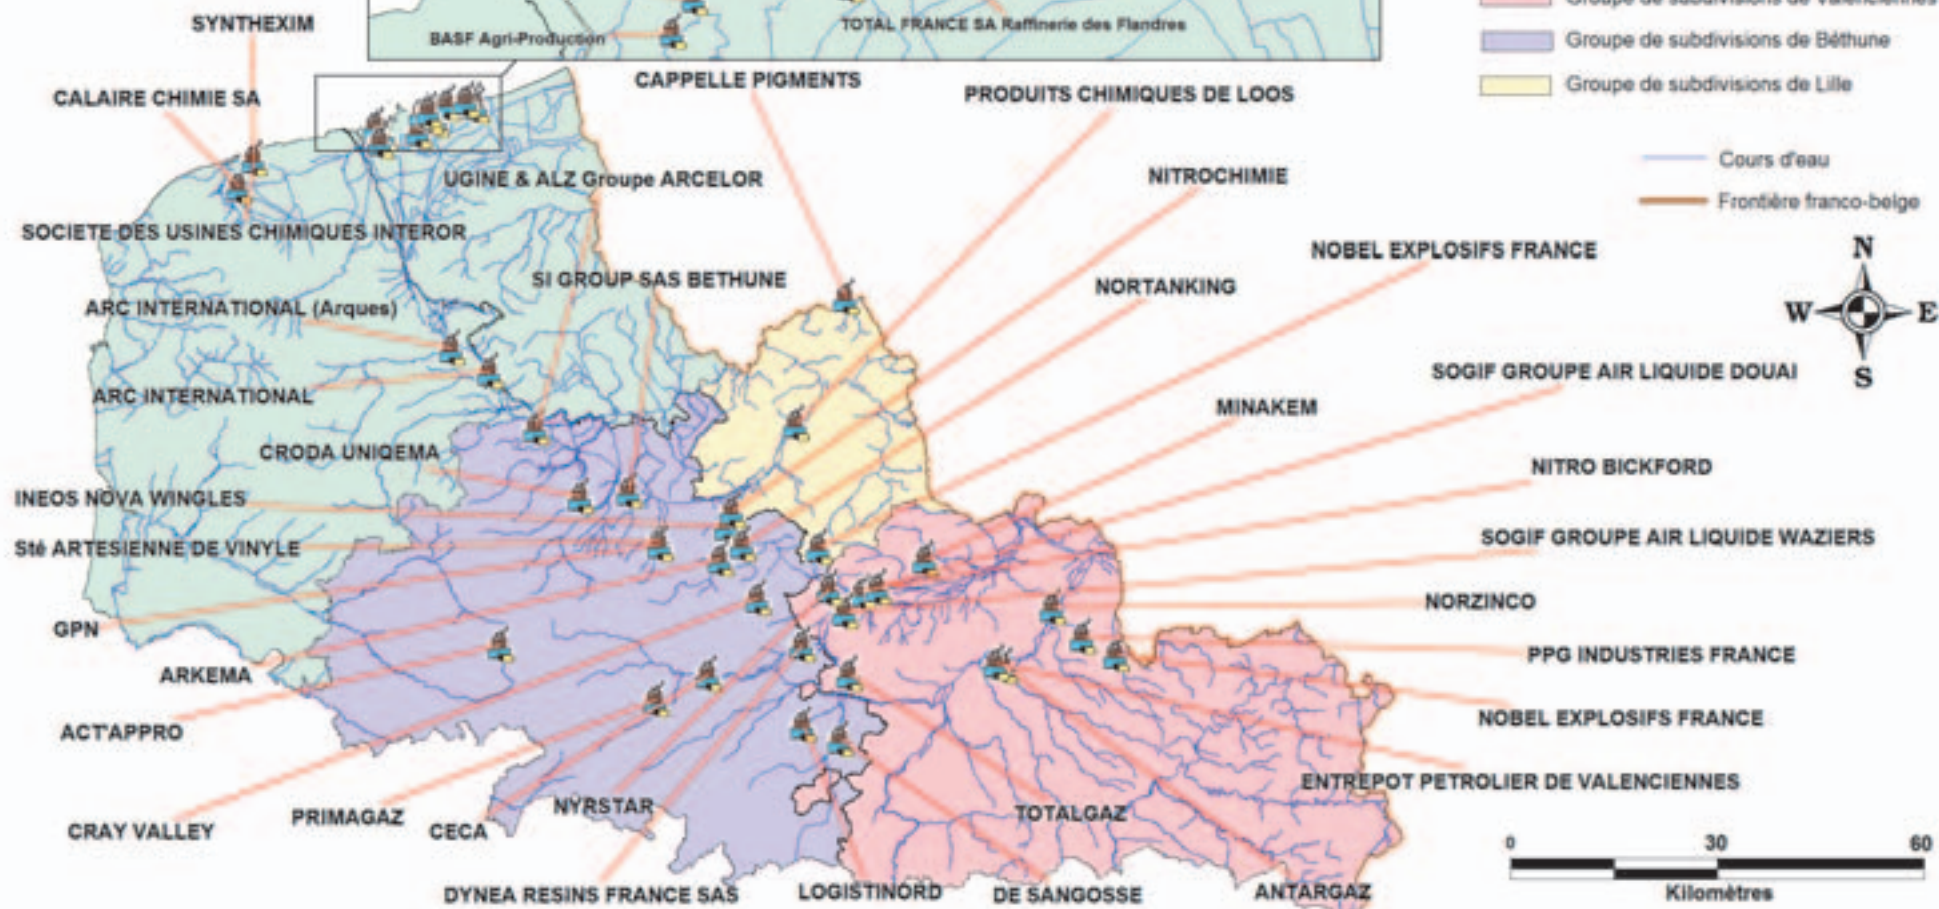 SYNTHEXIM
TOTAL FRANCE SA Raffinerie des Flandres
BASF Agri-Production
Groupe de subdivisions de Valenciennes
Groupe de subdivisions de Béthune
Groupe de subdivisions de Lille
CAPPELLE PIGMENTS
PRODUITS CHIMIQUES DE LOOS
CALAIRE CHIMIE SA
Cours d'eau
UGINE & ALZ Groupe ARCELOR
NITROCHIMIE
Frontière franco-belge
SOCIETE DES USINES CHIMIQUES INTEROR
N
NOBEL EXPLOSIFS FRANCE
SI GROUP SAS BETHUNE
NORTANKING
ARC INTERNATIONAL (Arques)
W E
S
SOGIF GROUPE AIR LIQUIDE DOUAI
ARC INTERNATIONAL
MINAKEM
CRODA UNIQEMA
NITRO BICKFORD
INEOS NOVA WINGLES
SOGIF GROUPE AIR LIQUIDE WAZIERS
Sté ARTESIENNE DE VINYLE
NORZINCO
GPN
PPG INDUSTRIES FRANCE
ARKEMA
NOBEL EXPLOSIFS FRANCE
ACT'APPRO
ENTREPOT PETROLIER DE VALENCIENNES
NYRSTAR
PRIMAGAZ
TOTALGAZ
CRAY VALLEY
CECA
0 30 60
Kilomètres
DYNEA RESINS FRANCE SAS
LOGISTINORD
DE SANGOSSE
ANTARGAZ